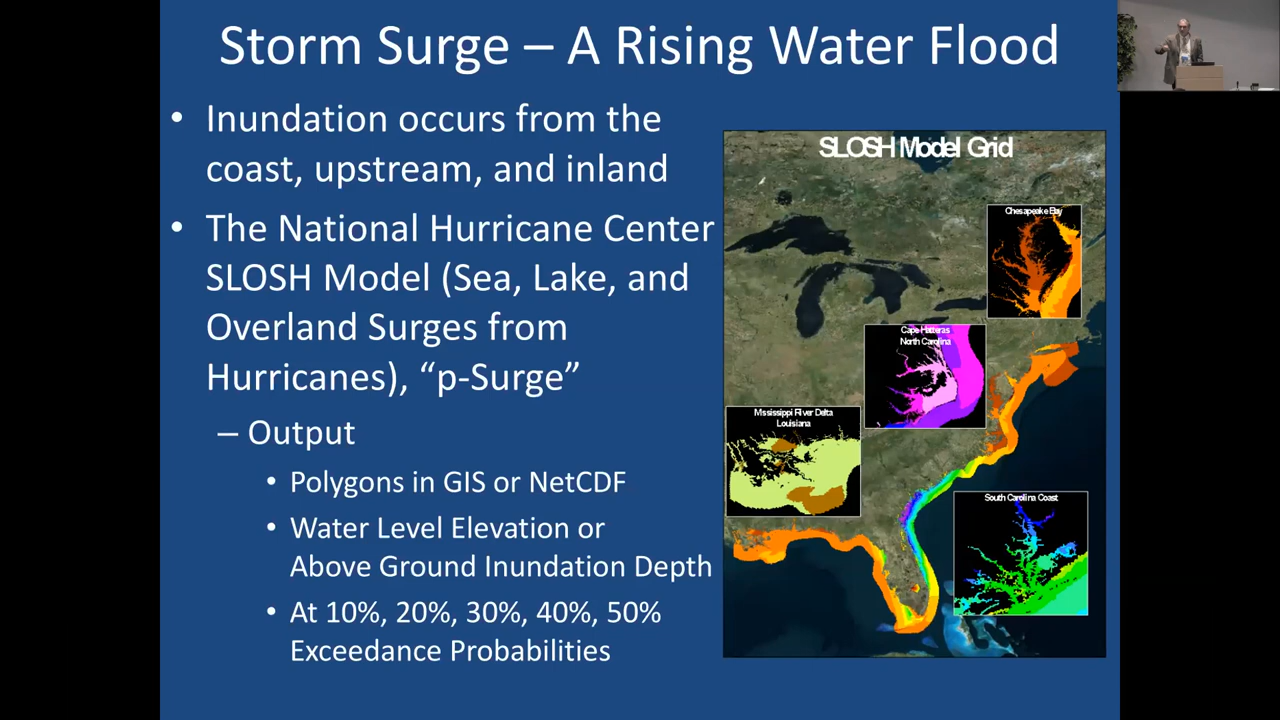 Storm Surge – A Rising Water Flood
• Inundation occurs from the
coast, upstream, and inland
• The National Hurricane Center
SLOSH Model (Sea, Lake, and
Overland Surges from
Hurricanes), “p-Surge”
– Output
• Polygons in GIS or NetCDF
• Water Level Elevation or
Above Ground Inundation Depth
• At 10%, 20%, 30%, 40%, 50%
Exceedance Probabilities
SLOSH Model Grid
Chesapeake Bay
Cape Hatteras
North Carolina
Mississippi River Delta
Louisiana
South Carolina Coast